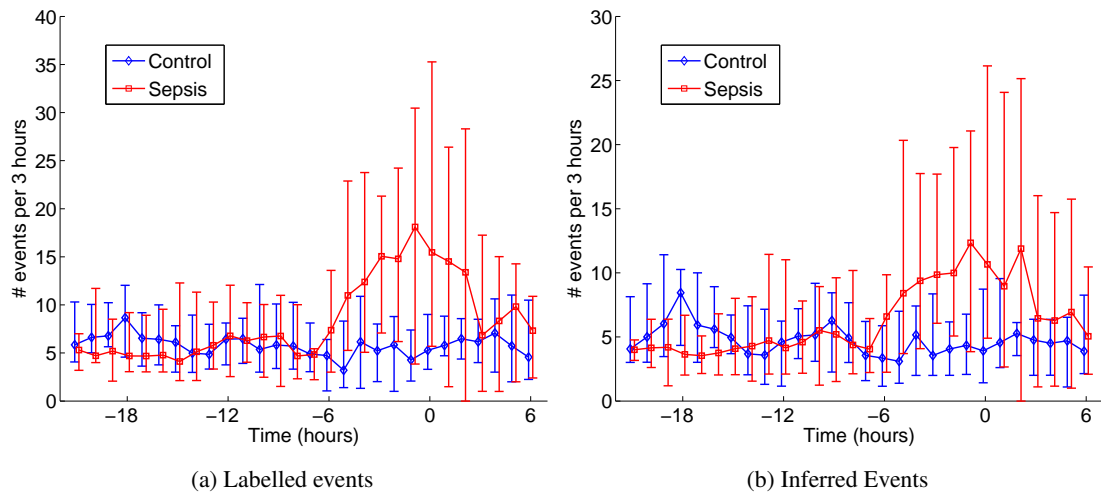 40
35
30
25
20
15
10
5
0
# events per 3 hours
Control
Sepsis
−18
−12
−6
0
6
Time (hours)
(a) Labelled events
30
25
20
15
10
5
0
# events per 3 hours
Control
Sepsis
−18
−12
−6
0
6
Time (hours)
(b) Inferred Events